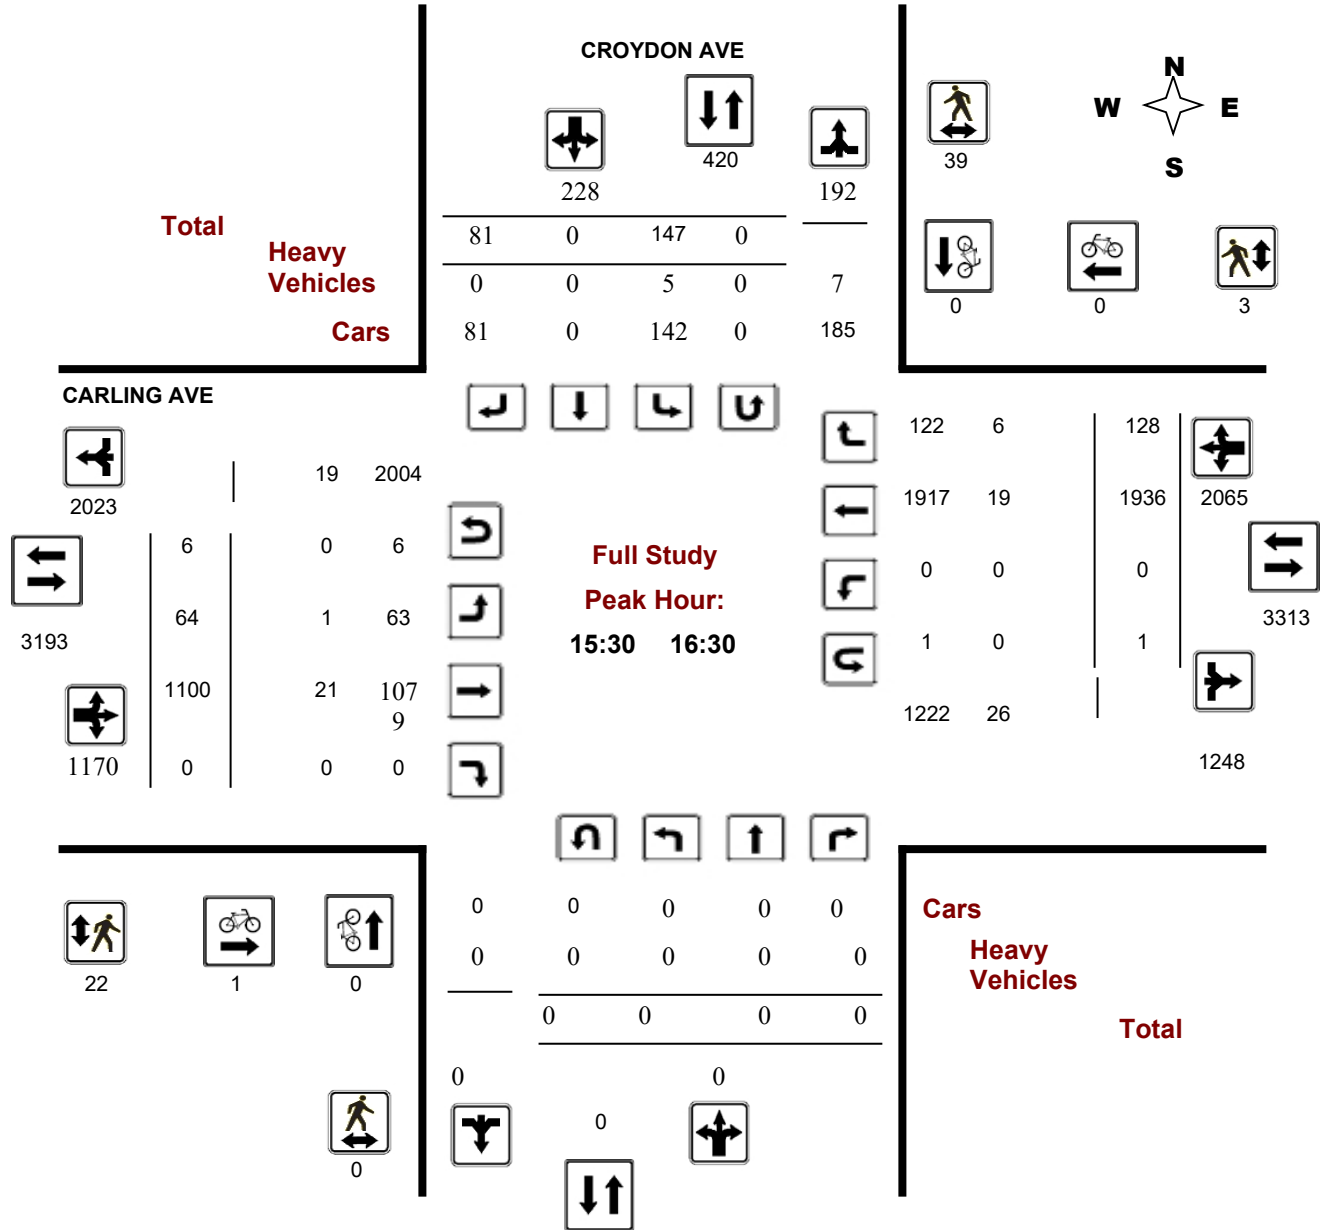 CROYDON AVE
N
W E
S
420
39
228 192
Total
81 0 147 0
Heavy
Vehicles
0 0 5 0 7
0 0 3
Cars
81 0 142 0 185
CARLING AVE
122 6 128
19 2004
2023
1917 19 1936 2065
6 0 6
Full Study
0 0 0
Peak Hour:
64 1 63
3313
3193
15:30 16:30
1 0 1
1100 21 107
9
1222 26
1170 0 0 0
1248
0 0 0 0 0
Cars
0 0 0 0 0
Heavy
Vehicles
22 1 0
0 0 0 0
Total
0 0
0
0